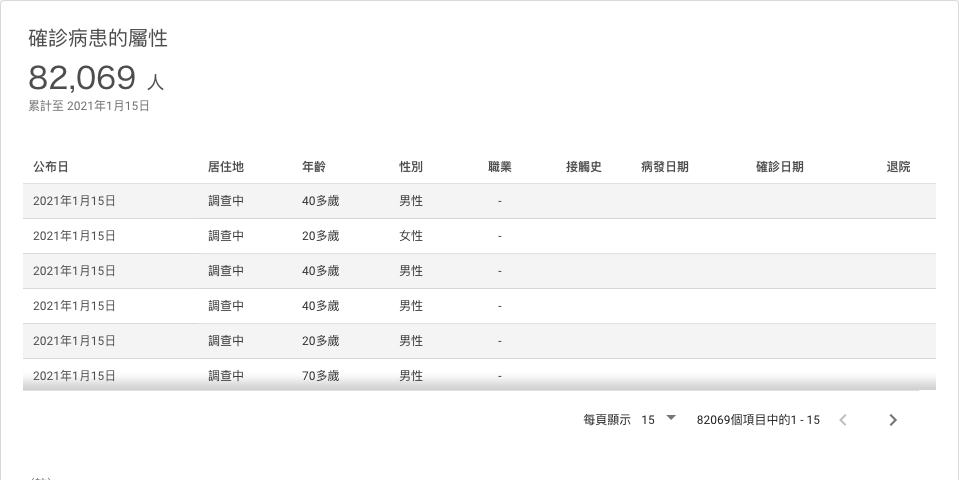 確診病患的屬性
82,069 人
累計至 2021年1月15日
公布日 居住地 年齡 性別 職業 接觸史 病發日期 確診日期 退院
2021年1月15日 調查中 40多歲 男性 -
2021年1月15日 調查中 20多歲 女性 -
2021年1月15日 調查中 40多歲 男性 -
2021年1月15日 調查中 40多歲 男性 -
2021年1月15日 調查中 20多歲 男性 -
2021年1月15日 調查中 70多歲 男性 -
每頁顯示 15 82069個項目中的1 - 15